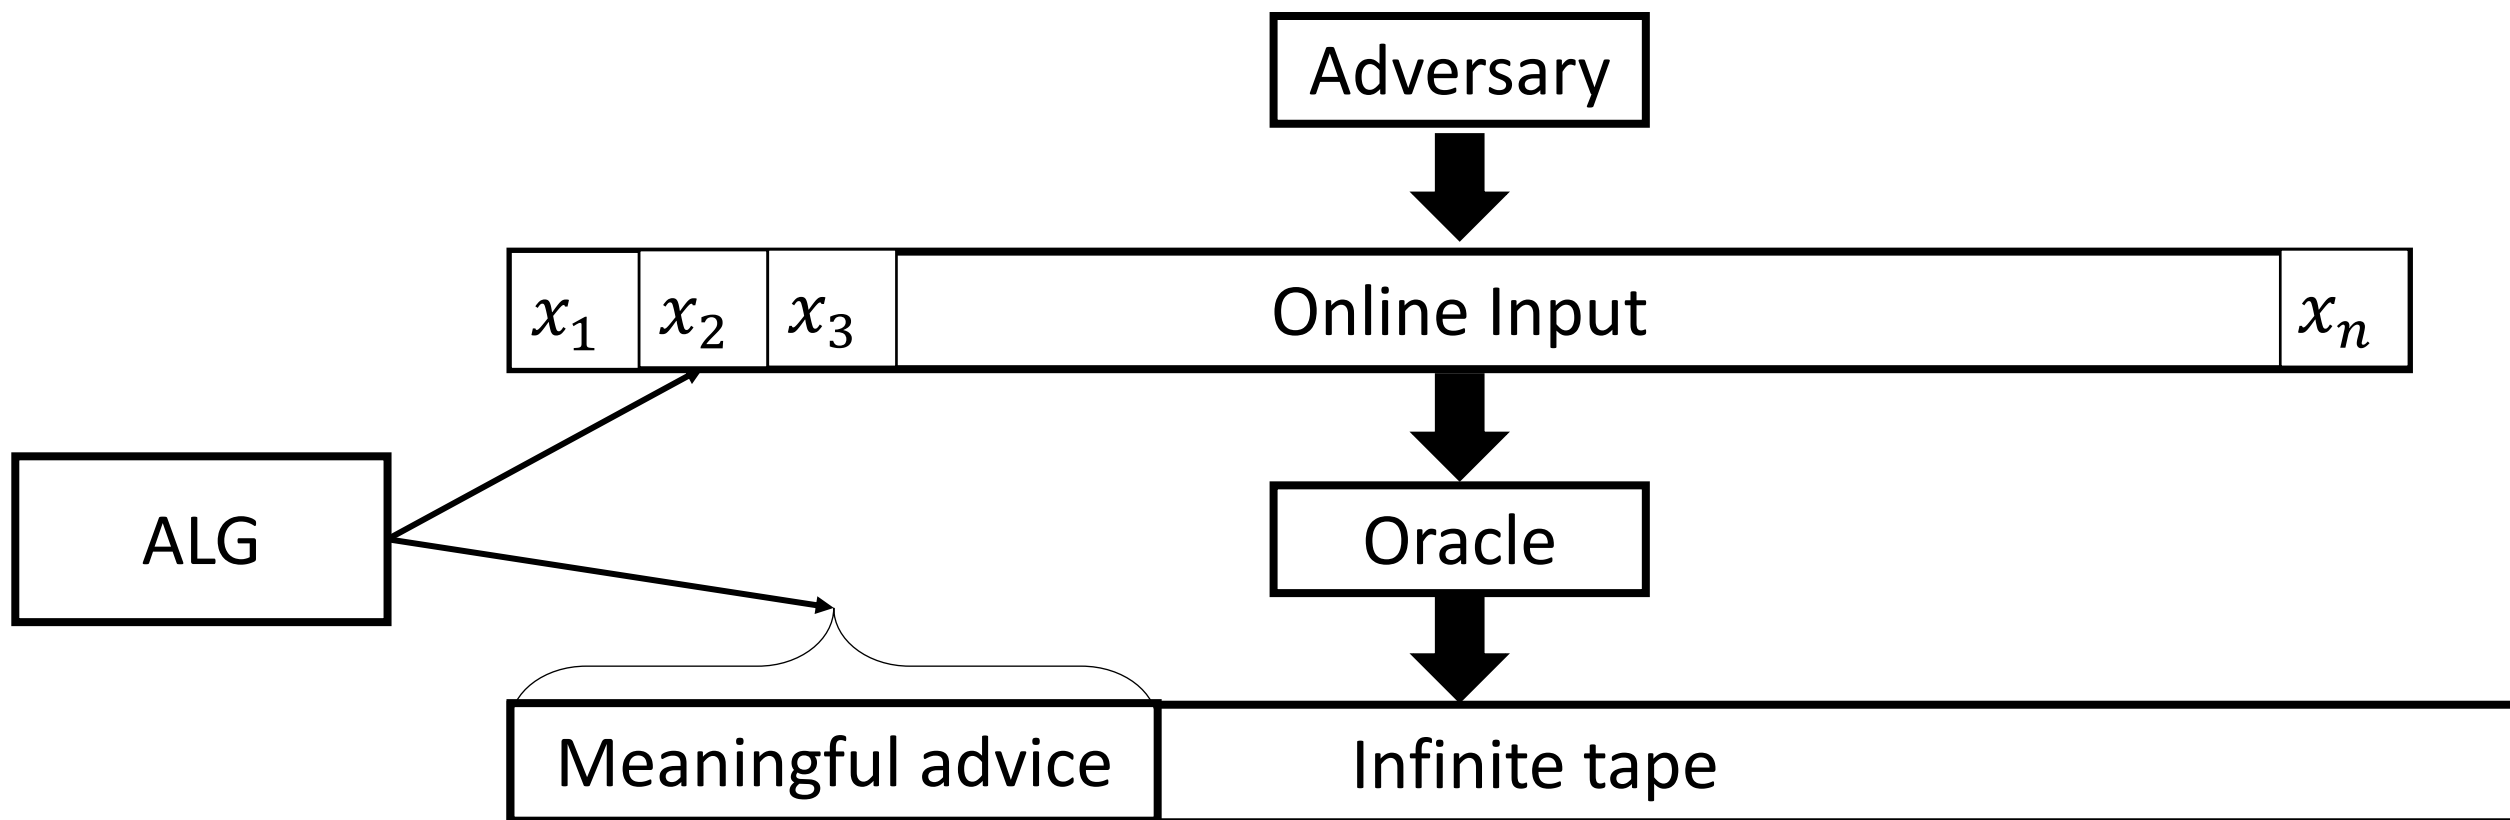 Adversary
x₁ x₂ x₃ Online Input xₙ
ALG
Oracle
Meaningful advice Infinite tape